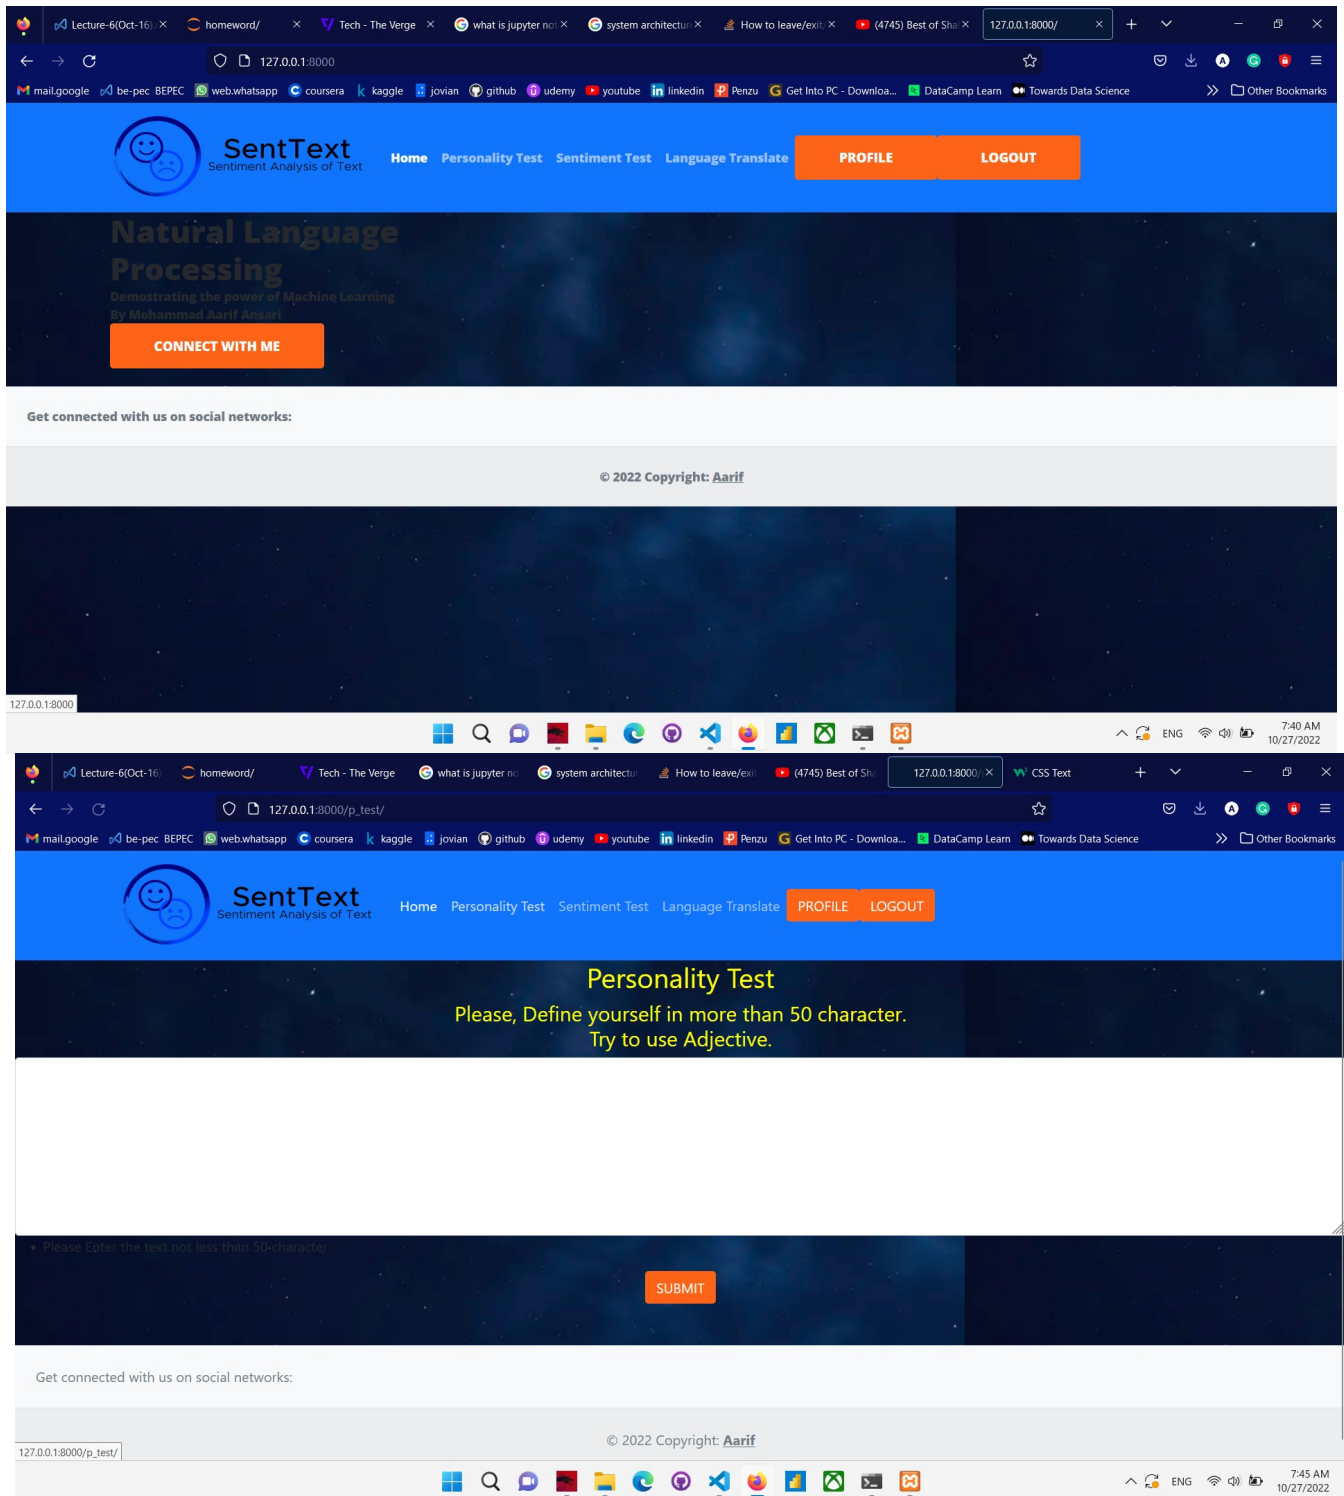 Lecture-6(Oct-16)
homeword/
Tech - The Verge
what is jupyter not
system architectur
How to leave/exit,
(4745) Best of Sha
127.0.0.1:8000/
127.0.0.1:8000
mail.google be-pec BEPEC web.whatsapp coursera kaggle jovian github udemy youtube linkedin Penzu Get Into PC - Downloa... DataCamp Learn Towards Data Science Other Bookmarks
SentText
Sentiment Analysis of Text
Home Personality Test Sentiment Test Language Translate PROFILE LOGOUT
Natural Language
Processing
Demostrating the power of Machine Learning
By Mohammad Aarif Ansari
CONNECT WITH ME
Get connected with us on social networks:
© 2022 Copyright: Aarif
127.0.0.1:8000
ENG
7:40 AM
10/27/2022
Lecture-6(Oct-16)
homeword/
Tech - The Verge
what is jupyter no
system architectu
How to leave/exi
(4745) Best of Sha
127.0.0.1:8000/
CSS Text
127.0.0.1:8000/p_test/
mail.google be-pec BEPEC web.whatsapp coursera kaggle jovian github udemy youtube linkedin Penzu Get Into PC - Downloa... DataCamp Learn Towards Data Science Other Bookmarks
SentText
Sentiment Analysis of Text
Home Personality Test Sentiment Test Language Translate PROFILE LOGOUT
Personality Test
Please, Define yourself in more than 50 character.
Try to use Adjective.
Please Enter the text not less than 50 character.
SUBMIT
Get connected with us on social networks:
© 2022 Copyright: Aarif
127.0.0.1:8000/p_test/
ENG
7:45 AM
10/27/2022